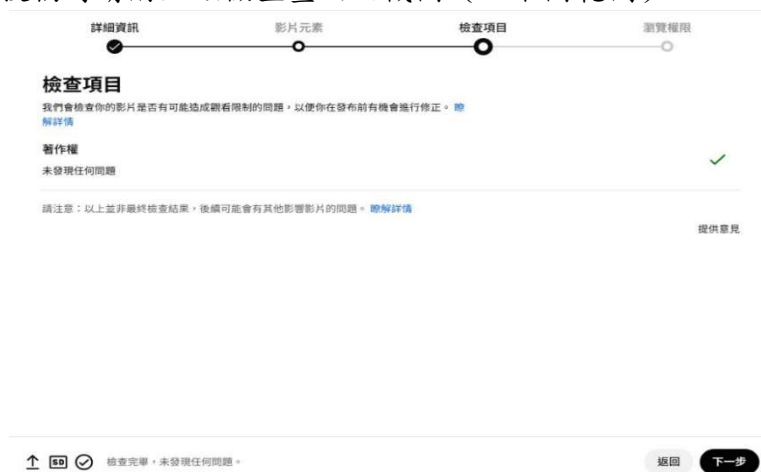 詳細資訊 影片元素 檢查項目 瀏覽權限
檢查項目
我們會檢查你的影片是否有可能造成觀看限制的問題，以便你在發布前有機會進行修正。瞭
解詳情
著作權
未發現任何問題
請注意：以上並非最終檢查結果，後續可能會有其他影響影片的問題。瞭解詳情
提供意見
SD 檢查完畢，未發現任何問題。 返回 下一步